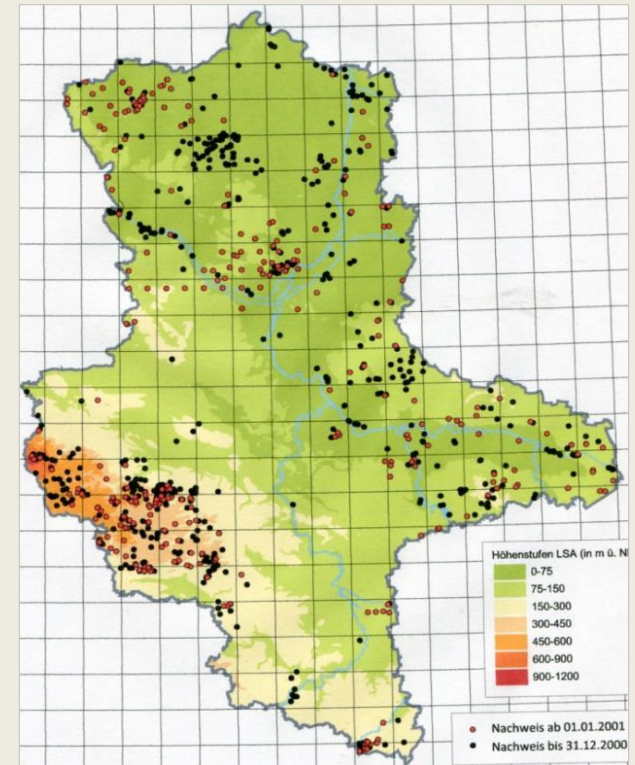 Höhenstufen LSA (in m ü. N
0-75
75-150
150-300
300-450
450-600
600-900
900-1200
Nachweis ab 01.01.2001
Nachweis bis 31.12.2000